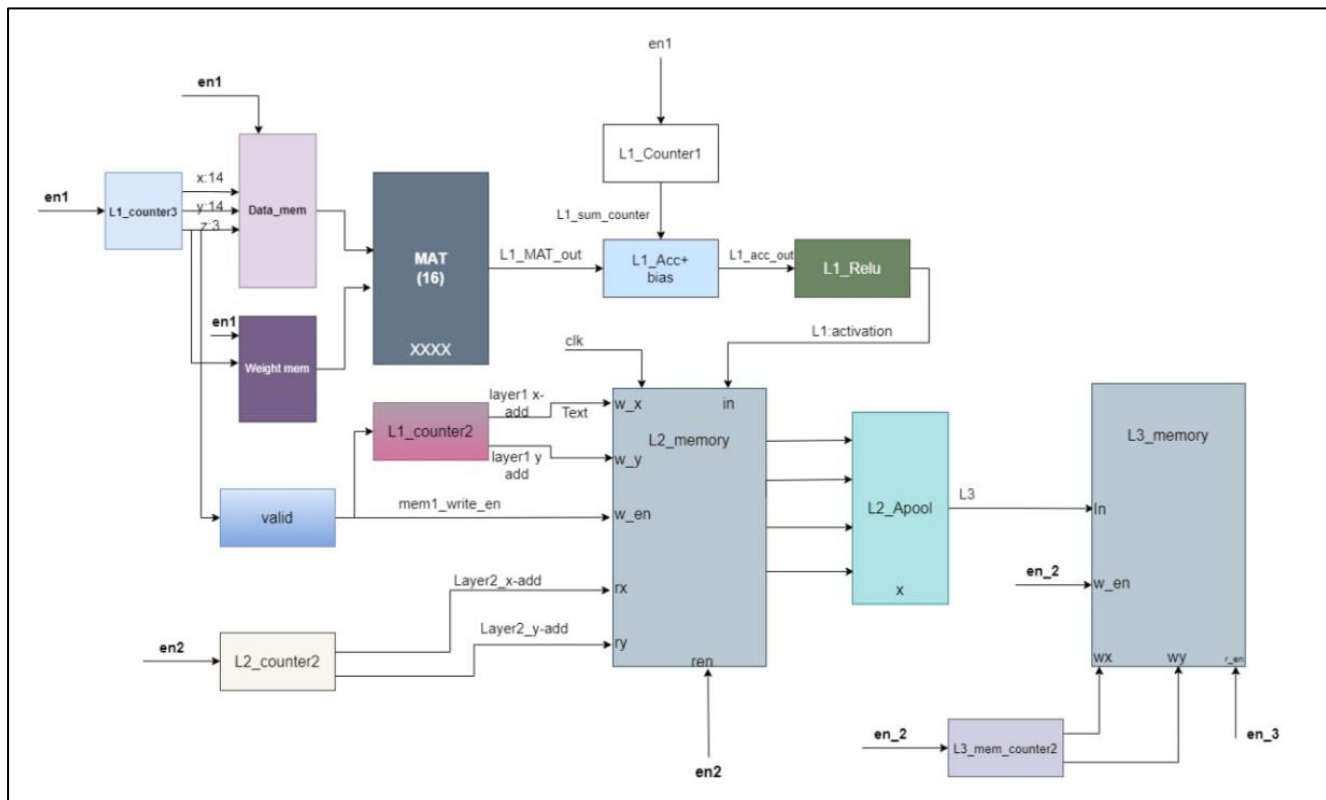 en1
en1
en1
L1_counter3
x:14
y:14
z:3
Data_mem
en1
Weight mem
MAT
(16)
XXXX
L1_MAT_out
L1_Counter1
L1_sum_counter
L1_Acc+
bias
L1_acc_out
L1_Relu
L1:activation
clk
layer1 x-
add
Text
L1_counter2
layer1 y
add
valid
mem1_write_en
w_x
in
L2_memory
w_y
w_en
rx
ry
ren
Layer2_x-add
Layer2_y-add
en2
L2_counter2
en2
L2_Apool
x
L3
L3_memory
In
en_2
w_en
wx
wy
r_en
en_2
L3_mem_counter2
en_3